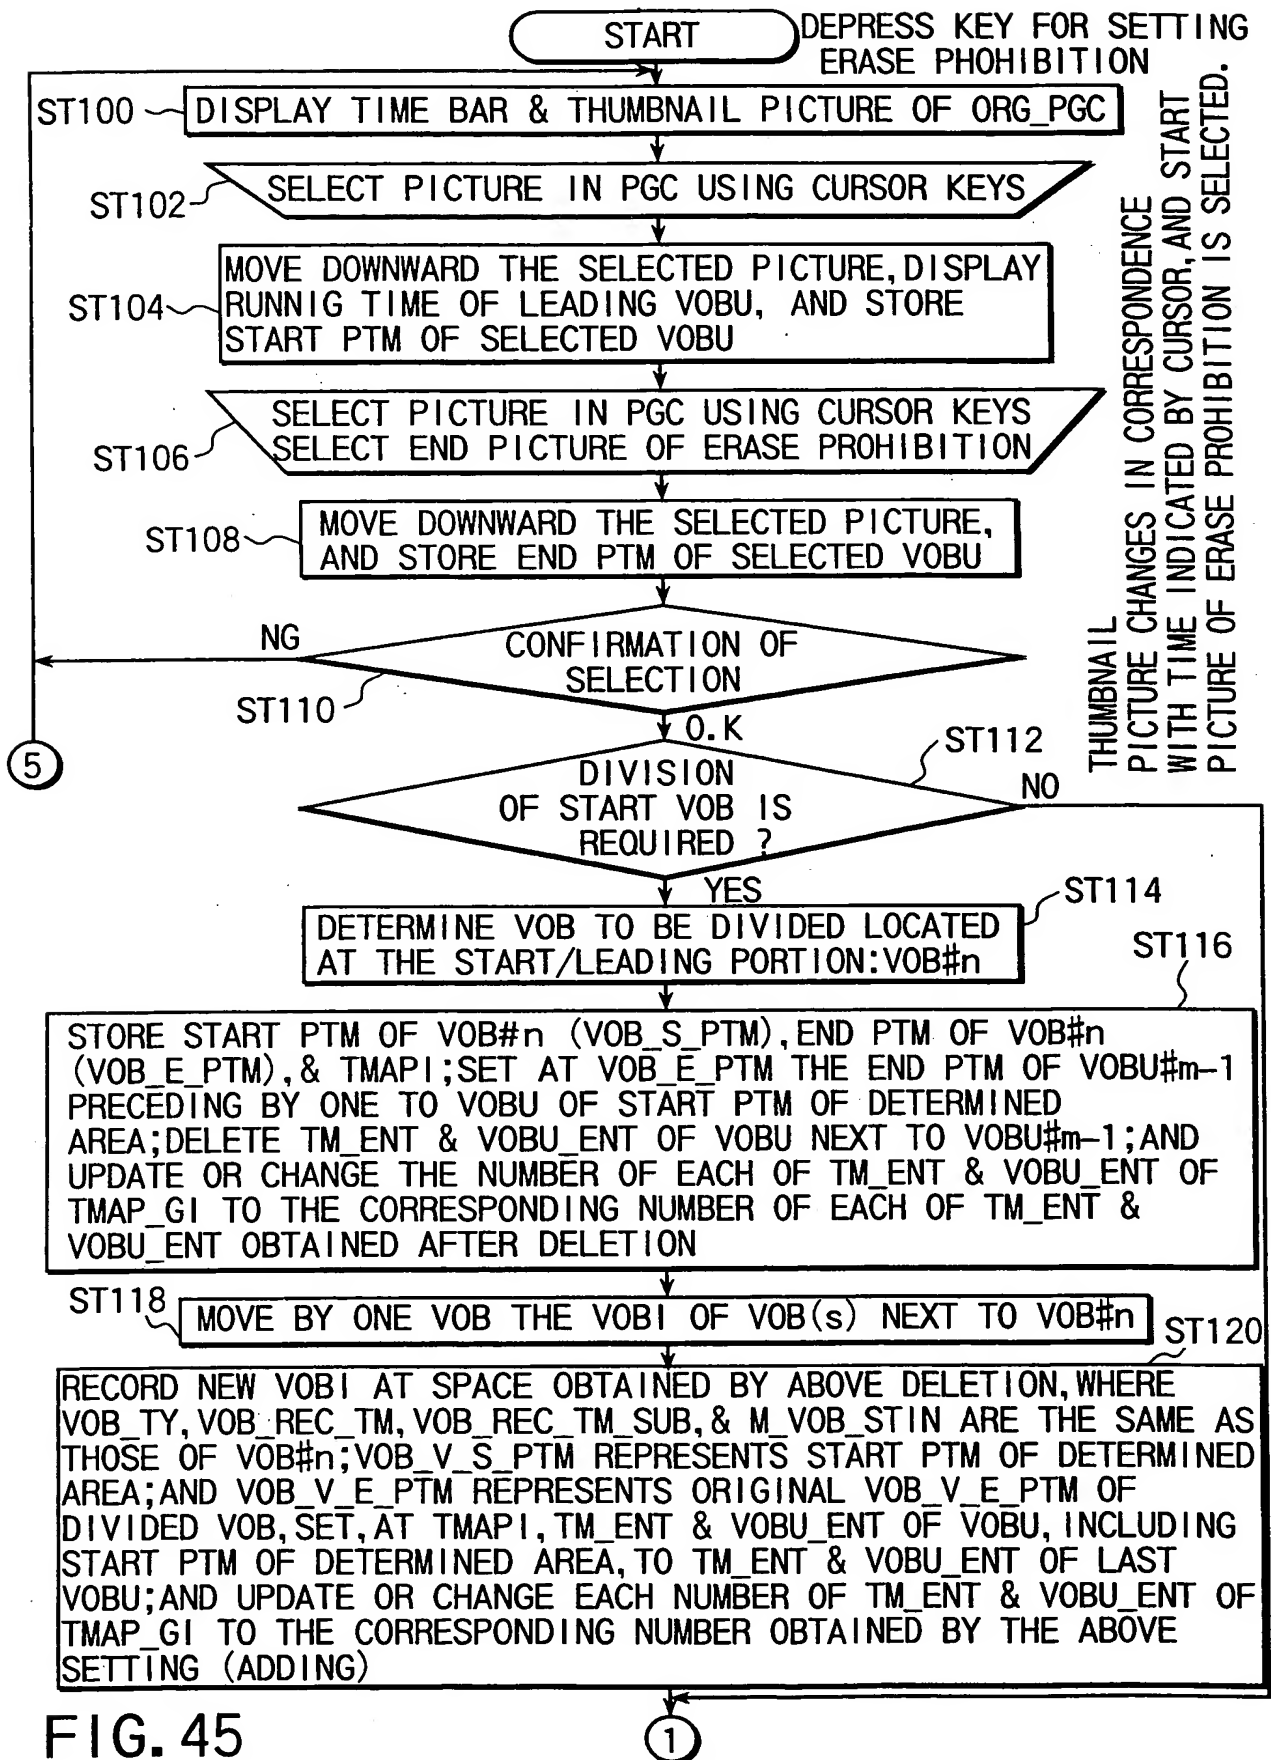 START
DEPRESS KEY FOR SETTING
ERASE PHOHIBITION
ST100
DISPLAY TIME BAR & THUMBNAIL PICTURE OF ORG_PGC
ST102
SELECT PICTURE IN PGC USING CURSOR KEYS
ST104
MOVE DOWNWARD THE SELECTED PICTURE, DISPLAY
RUNNIG TIME OF LEADING VOBU, AND STORE
START PTM OF SELECTED VOBU
ST106
SELECT PICTURE IN PGC USING CURSOR KEYS
SELECT END PICTURE OF ERASE PROHIBITION
THUMBNAIL
PICTURE CHANGES IN CORRESPONDENCE
WITH TIME INDICATED BY CURSOR, AND START
PICTURE OF ERASE PROHIBITION IS SELECTED.
ST108
MOVE DOWNWARD THE SELECTED PICTURE,
AND STORE END PTM OF SELECTED VOBU
NG
CONFIRMATION OF
SELECTION
ST110
O.K
5
ST112
DIVISION
OF START VOB IS
REQUIRED ?
NO
YES
ST114
DETERMINE VOB TO BE DIVIDED LOCATED
AT THE START/LEADING PORTION:VOB#n
ST116
STORE START PTM OF VOB#n (VOB_S_PTM), END PTM OF VOB#n
(VOB_E_PTM), & TMAPI;SET AT VOB_E_PTM THE END PTM OF VOBU#m-1
PRECEDING BY ONE TO VOBU OF START PTM OF DETERMINED
AREA;DELETE TM_ENT & VOBU_ENT OF VOBU NEXT TO VOBU#m-1;AND
UPDATE OR CHANGE THE NUMBER OF EACH OF TM_ENT & VOBU_ENT OF
TMAP_GI TO THE CORRESPONDING NUMBER OF EACH OF TM_ENT &
VOBU_ENT OBTAINED AFTER DELETION
ST118
MOVE BY ONE VOB THE VOBI OF VOB(s) NEXT TO VOB#n
ST120
RECORD NEW VOBI AT SPACE OBTAINED BY ABOVE DELETION, WHERE
VOB_TY, VOB_REC_TM, VOB_REC_TM_SUB, & M_VOB_STIN ARE THE SAME AS
THOSE OF VOB#n;VOB_V_S_PTM REPRESENTS START PTM OF DETERMINED
AREA;AND VOB_V_E_PTM REPRESENTS ORIGINAL VOB_V_E_PTM OF
DIVIDED VOB, SET, AT TMAPI, TM_ENT & VOBU_ENT OF VOBU, INCLUDING
START PTM OF DETERMINED AREA, TO TM_ENT & VOBU_ENT OF LAST
VOBU;AND UPDATE OR CHANGE EACH NUMBER OF TM_ENT & VOBU_ENT OF
TMAP_GI TO THE CORRESPONDING NUMBER OBTAINED BY THE ABOVE
SETTING (ADDING)
1
FIG. 45